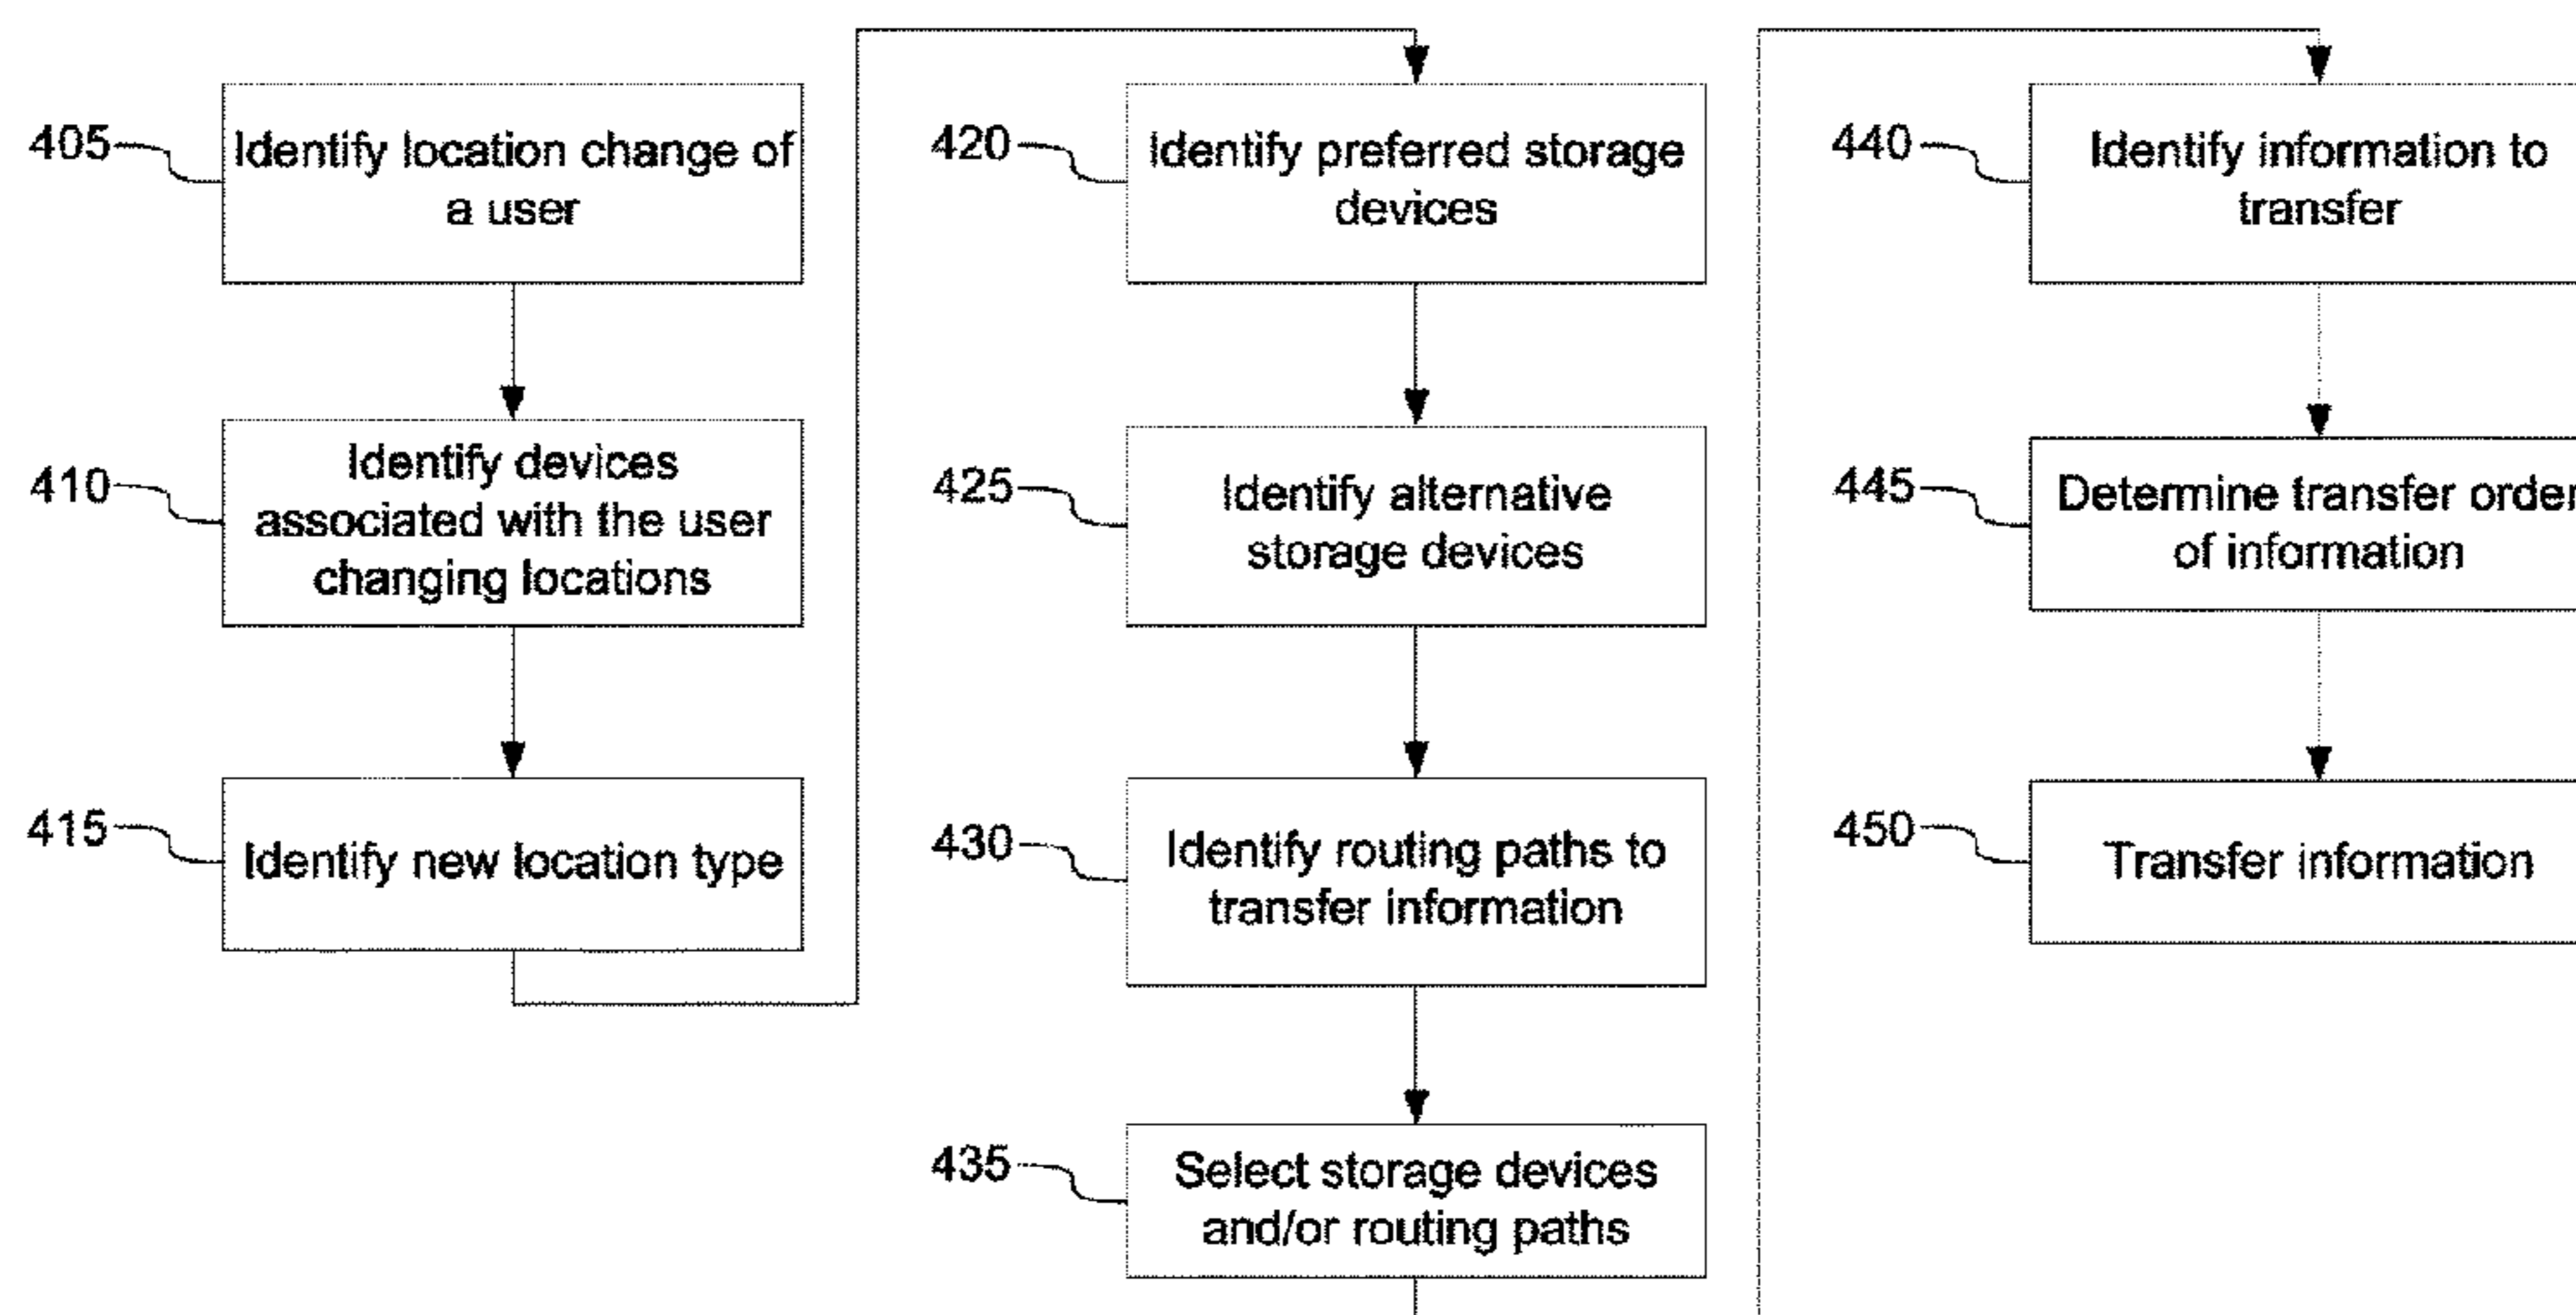 405
Identify location change of
a user
410
Identify devices
associated with the user
changing locations
415
Identify new location type
420
Identify preferred storage
devices
425
Identify alternative
storage devices
430
Identify routing paths to
transfer information
435
Select storage devices
and/or routing paths
440
Identify information to
transfer
445
Determine transfer order
of information
450
Transfer information